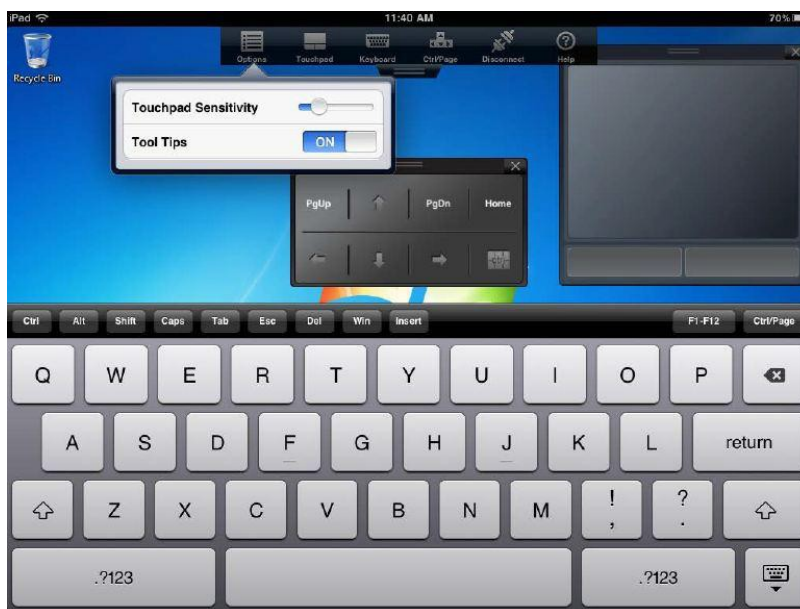 iPad 11:40 AM 70%
Options Touchpad Keyboard Ctrl/Page Disconnect Help
Recycle Bin
Touchpad Sensitivity
Tool Tips ON
PgUp PgDn Home
Ctrl Alt Shift Caps Tab Esc Del Win Insert F1-F12 Ctrl/Page
Q W E R T Y U I O P
A S D F G H J K L return
Z X C V B N M ! , ? .
.?123 .?123